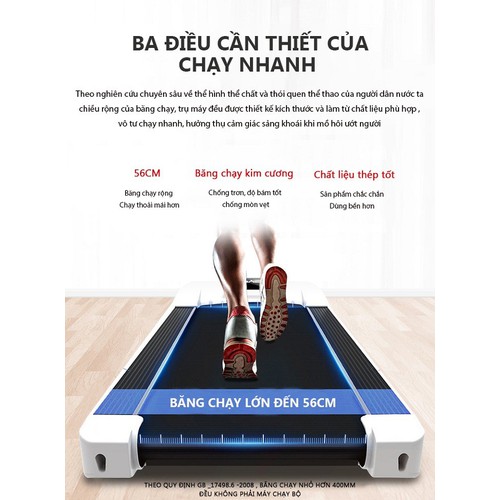 BA ĐIỀU CẦN THIẾT CỦA
CHẠY NHANH
Theo nghiên cứu chuyên sâu về thể hình thể chất và thói quen thể thao của người dân nước ta
chiều rộng của băng chạy, trụ máy đều được thiết kế kích thước và làm từ chất liệu phù hợp ,
vô tư chạy nhanh, hưởng thụ cảm giác sảng khoái khi mồ hôi ướt người
56CM
Băng chạy rộng
Chạy thoải mái hơn
Băng chạy kim cương
Chống trơn, độ bám tốt
chống mòn vẹt
Chất liệu thép tốt
Sản phẩm chắc chắn
Dùng bền hơn
BĂNG CHẠY LỚN ĐẾN 56CM
THEO QUY ĐỊNH GB _17498.6 -2008 , BĂNG CHẠY NHỎ HƠN 400MM
ĐỀU KHÔNG PHẢI MÁY CHẠY BỘ